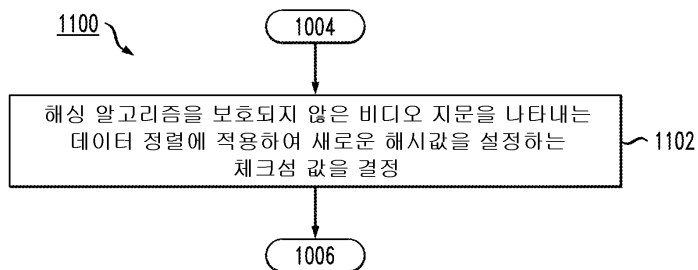 1100
1004
해싱 알고리즘을 보호되지 않은 비디오 지문을 나타내는
데이터 정렬에 적용하여 새로운 해시값을 설정하는
체크섬 값을 결정
1102
1006